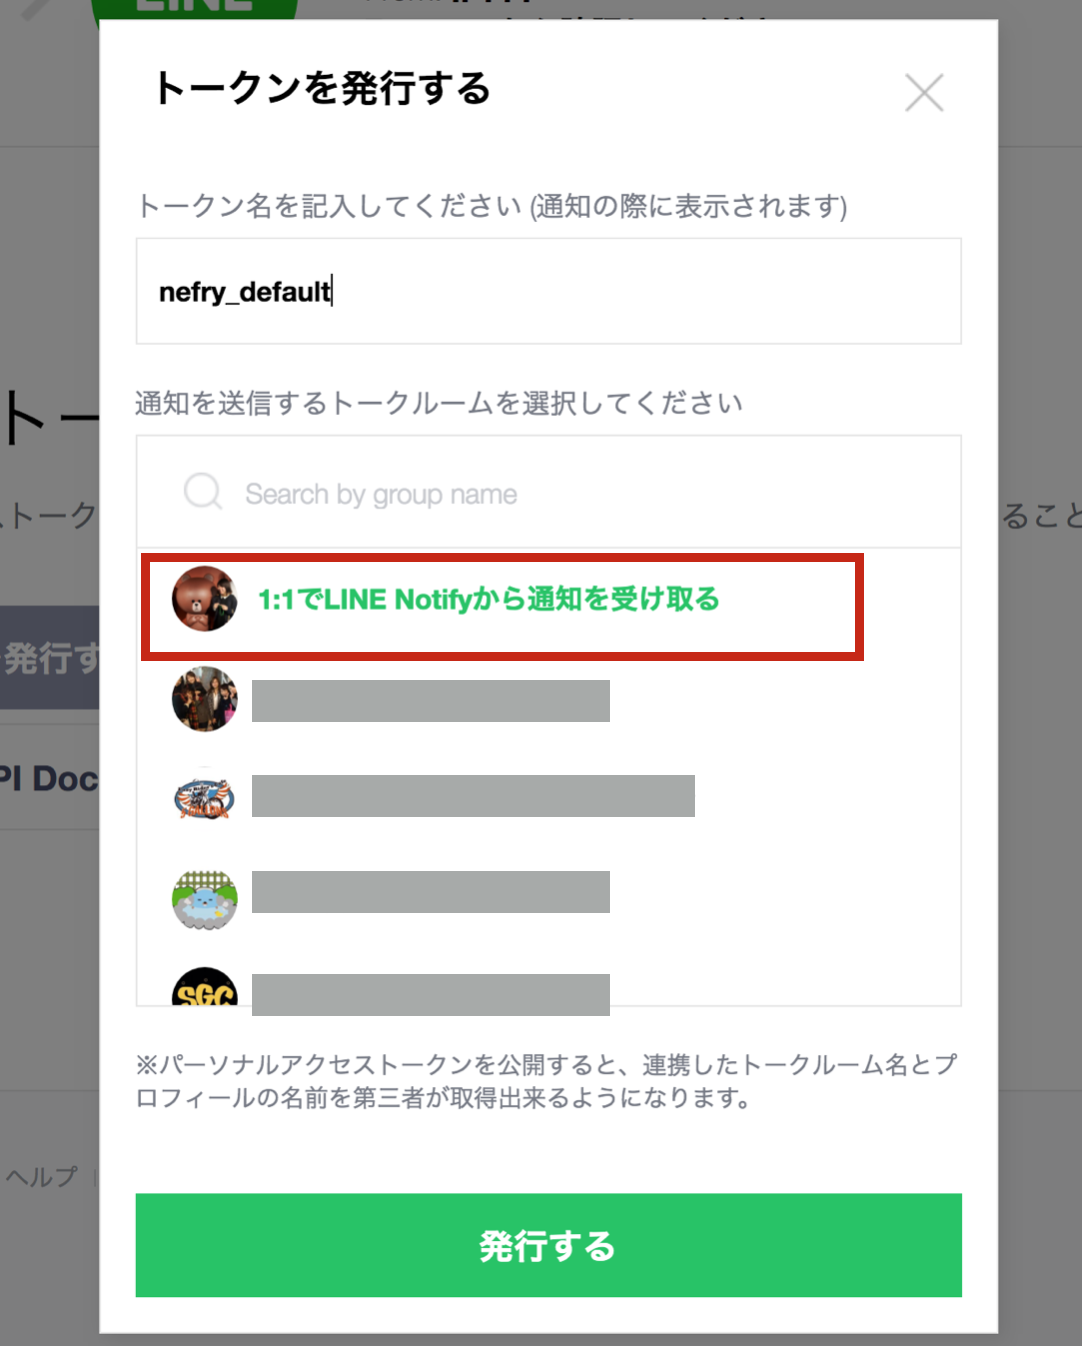 LINE
トークンを発行する
トークン名を記入してください (通知の際に表示されます)
nefry_default
トー
通知を送信するトークルームを選択してください
Search by group name
トーク
ること
1:1でLINE Notifyから通知を受け取る
発行す
PI Doc
SGC
※パーソナルアクセストークンを公開すると、連携したトークルーム名とプ
ロフィールの名前を第三者が取得出来るようになります。
ヘルプ
発行する